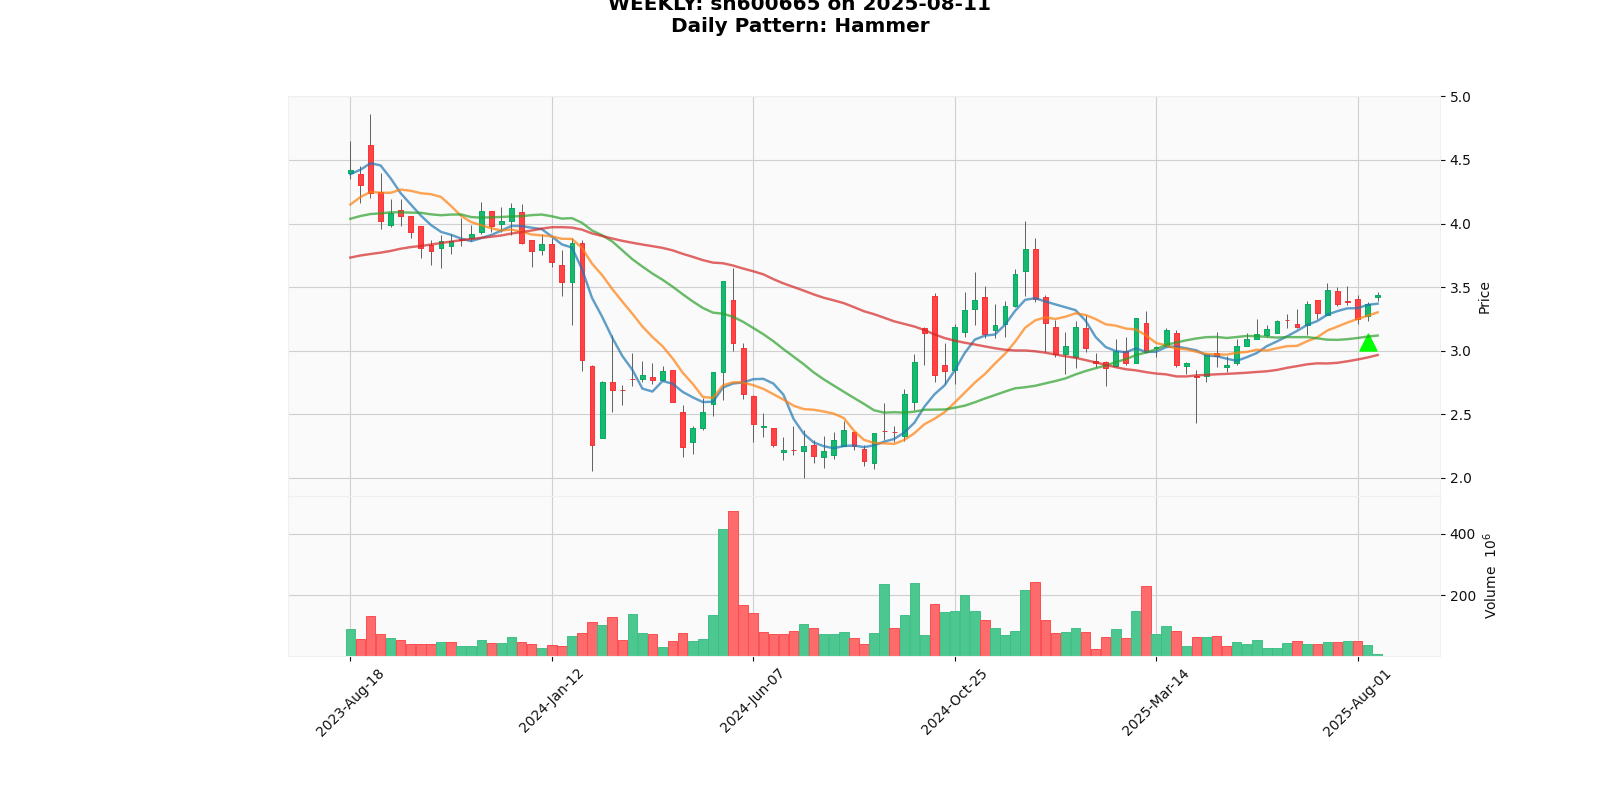 WEEKLY: sh600665 on 2025-08-11
Daily Pattern: Hammer
5.0
4.5
4.0
3.5
3.0
2.5
2.0
Price
400
200
Volume 10⁶
2023-Aug-18
2024-Jan-12
2024-Jun-07
2024-Oct-25
2025-Mar-14
2025-Aug-01